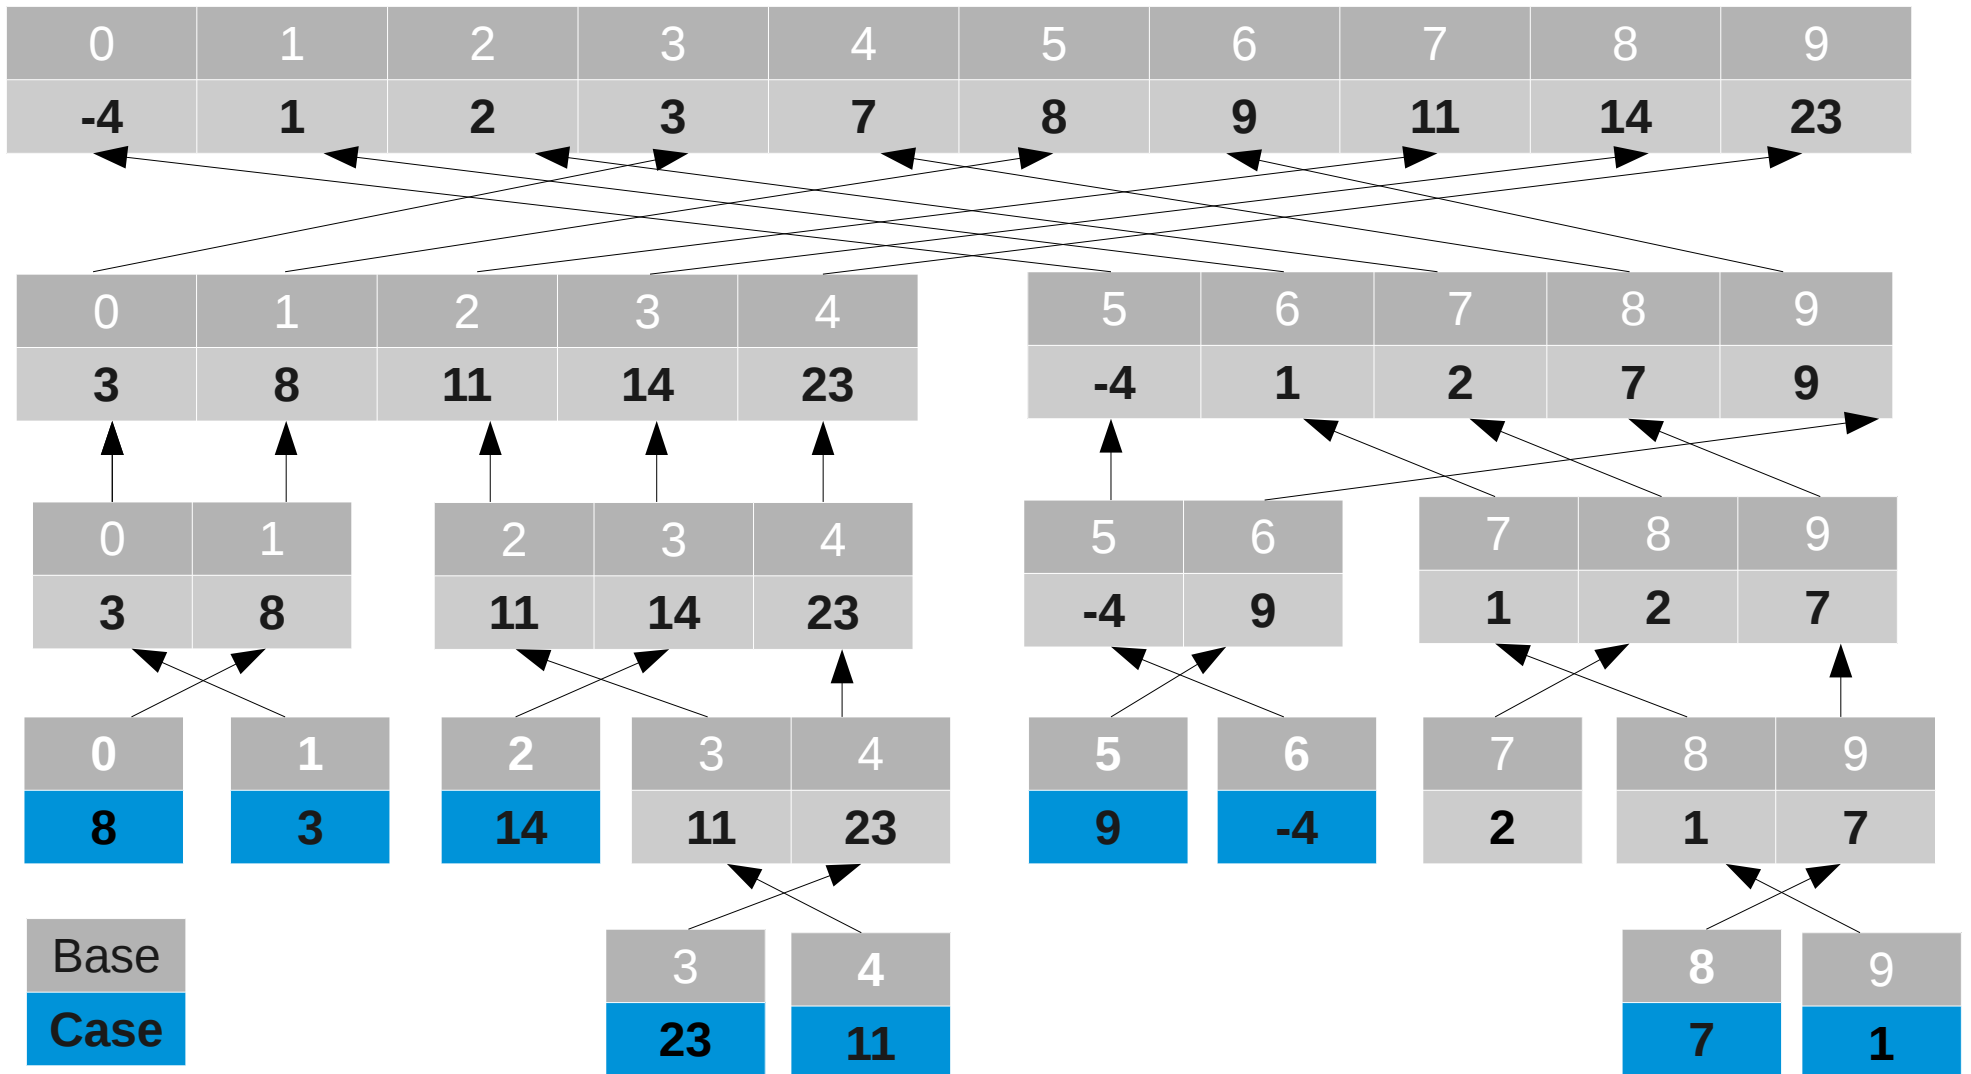 0 1 2 3 4 5 6 7 8 9
-4 1 2 3 7 8 9 11 14 23
0 1 2 3 4 5 6 7 8 9
3 8 11 14 23 -4 1 2 7 9
0 1 2 3 4 5 6 7 8 9
3 8 11 14 23 -4 9 1 2 7
0 1 2 3 4 5 6 7 8 9
8 3 14 11 23 9 -4 2 1 7
Base 3 4 8 9
Case 23 11 7 1